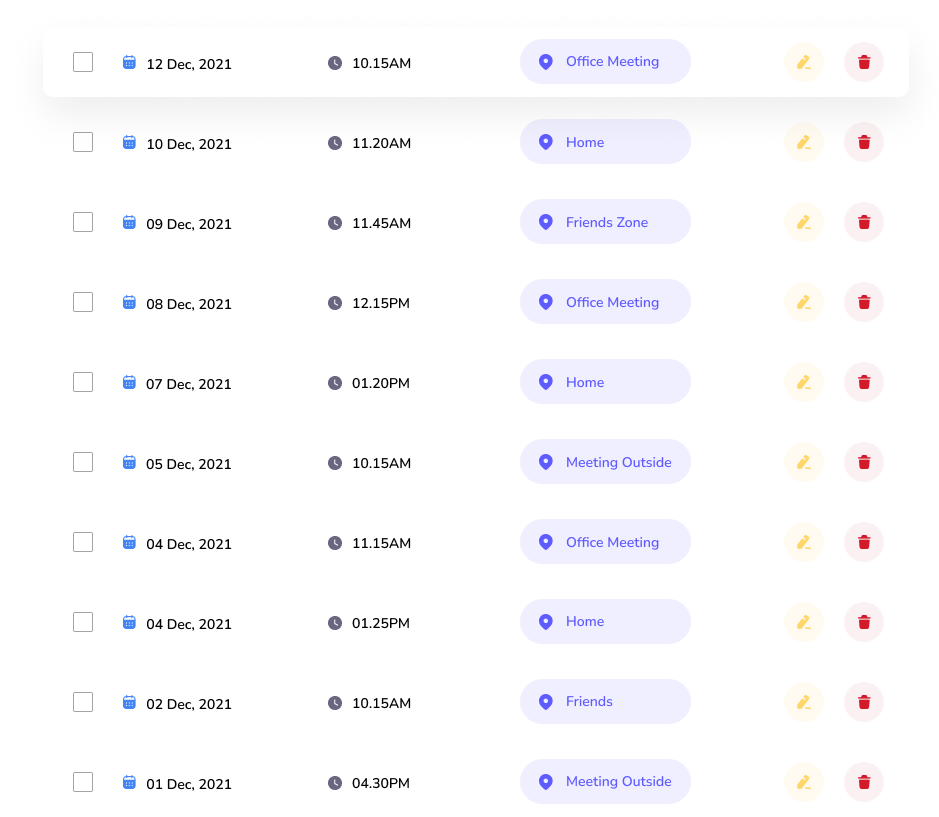 12 Dec, 2021 10.15AM Office Meeting
10 Dec, 2021 11.20AM Home
09 Dec, 2021 11.45AM Friends Zone
08 Dec, 2021 12.15PM Office Meeting
07 Dec, 2021 01.20PM Home
05 Dec, 2021 10.15AM Meeting Outside
04 Dec, 2021 11.15AM Office Meeting
04 Dec, 2021 01.25PM Home
02 Dec, 2021 10.15AM Friends
01 Dec, 2021 04.30PM Meeting Outside